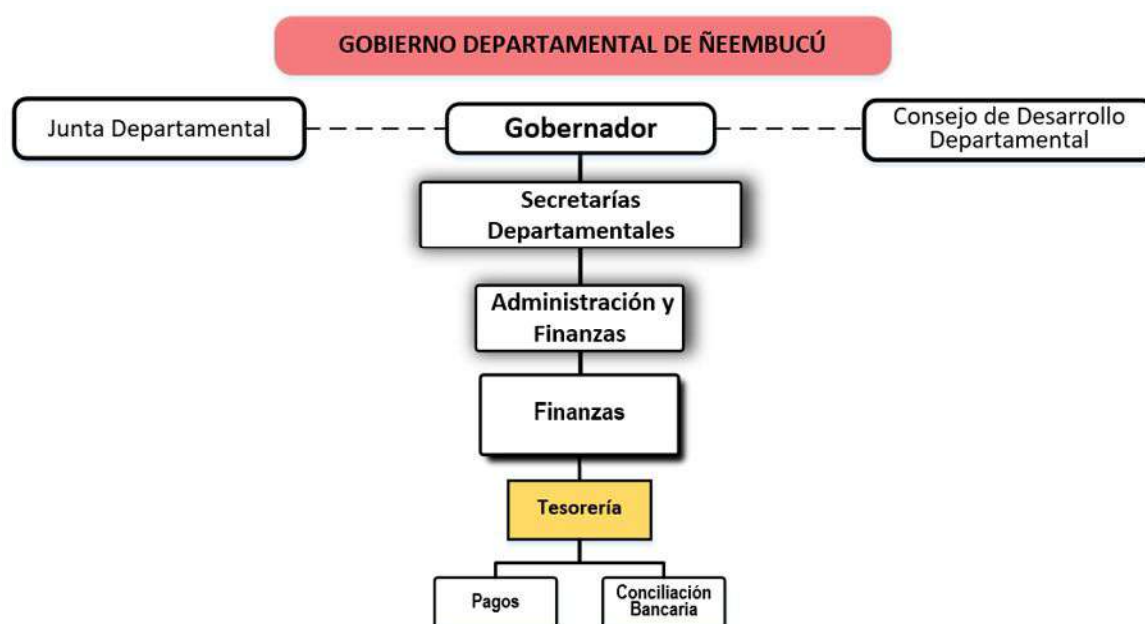 GOBIERNO DEPARTAMENTAL DE ÑEEMBUCÚ
Junta Departamental
Gobernador
Consejo de Desarrollo
Departamental
Secretarías
Departamentales
Administración y
Finanzas
Finanzas
Tesorería
Pagos
Conciliación
Bancaria